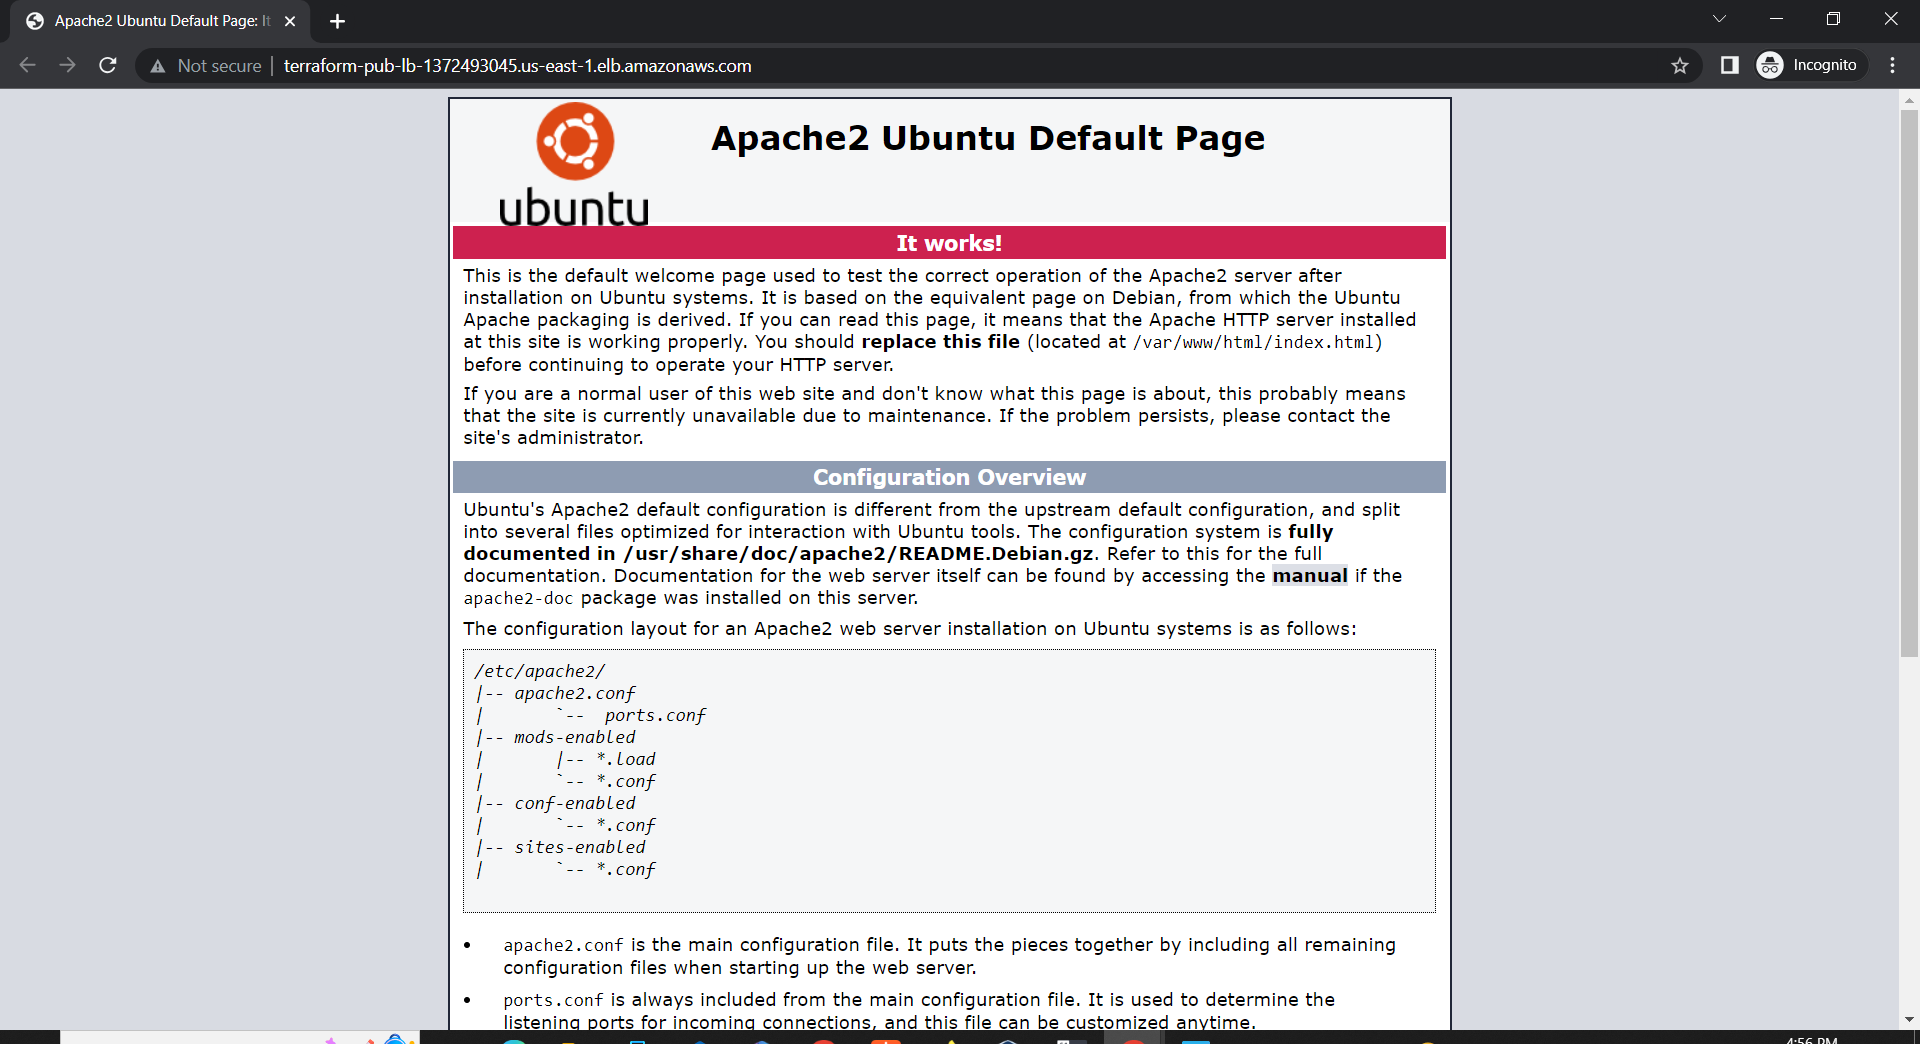 Apache2 Ubuntu Default Page: It
Not secure | terraform-pub-lb-1372493045.us-east-1.elb.amazonaws.com
Incognito
ubuntu
Apache2 Ubuntu Default Page
It works!
This is the default welcome page used to test the correct operation of the Apache2 server after
installation on Ubuntu systems. It is based on the equivalent page on Debian, from which the Ubuntu
Apache packaging is derived. If you can read this page, it means that the Apache HTTP server installed
at this site is working properly. You should replace this file (located at /var/www/html/index.html)
before continuing to operate your HTTP server.
If you are a normal user of this web site and don't know what this page is about, this probably means
that the site is currently unavailable due to maintenance. If the problem persists, please contact the
site's administrator.
Configuration Overview
Ubuntu's Apache2 default configuration is different from the upstream default configuration, and split
into several files optimized for interaction with Ubuntu tools. The configuration system is fully
documented in /usr/share/doc/apache2/README.Debian.gz. Refer to this for the full
documentation. Documentation for the web server itself can be found by accessing the manual if the
apache2-doc package was installed on this server.
The configuration layout for an Apache2 web server installation on Ubuntu systems is as follows:
/etc/apache2/
|-- apache2.conf
|       `--  ports.conf
|-- mods-enabled
|       |-- *.load
|       `-- *.conf
|-- conf-enabled
|       `-- *.conf
|-- sites-enabled
|       `-- *.conf
• apache2.conf is the main configuration file. It puts the pieces together by including all remaining
configuration files when starting up the web server.
• ports.conf is always included from the main configuration file. It is used to determine the
listening ports for incoming connections, and this file can be customized anytime.
4:56 PM